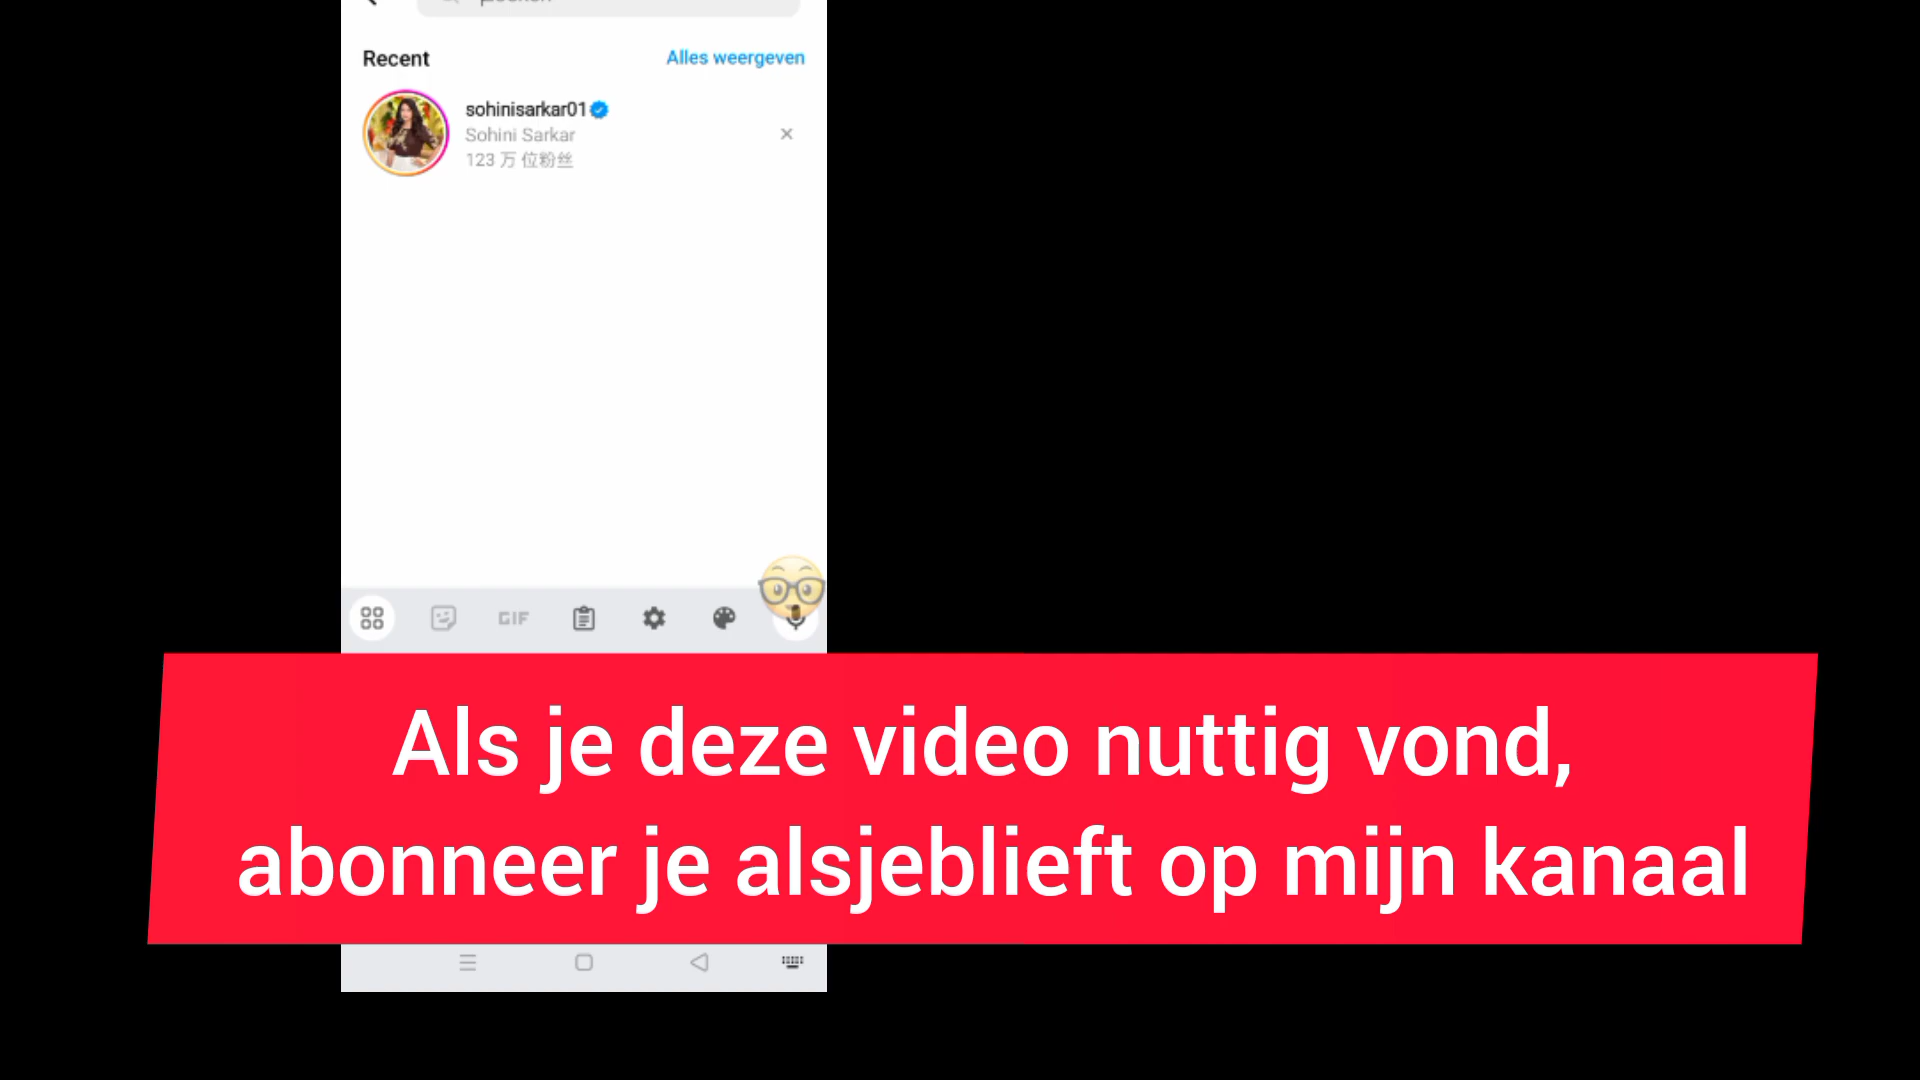 Recent
Alles weergeven
sohinisarkar01
Sohini Sarkar
123 万 位粉丝
GIF
Als je deze video nuttig vond,
abonneer je alsjeblieft op mijn kanaal